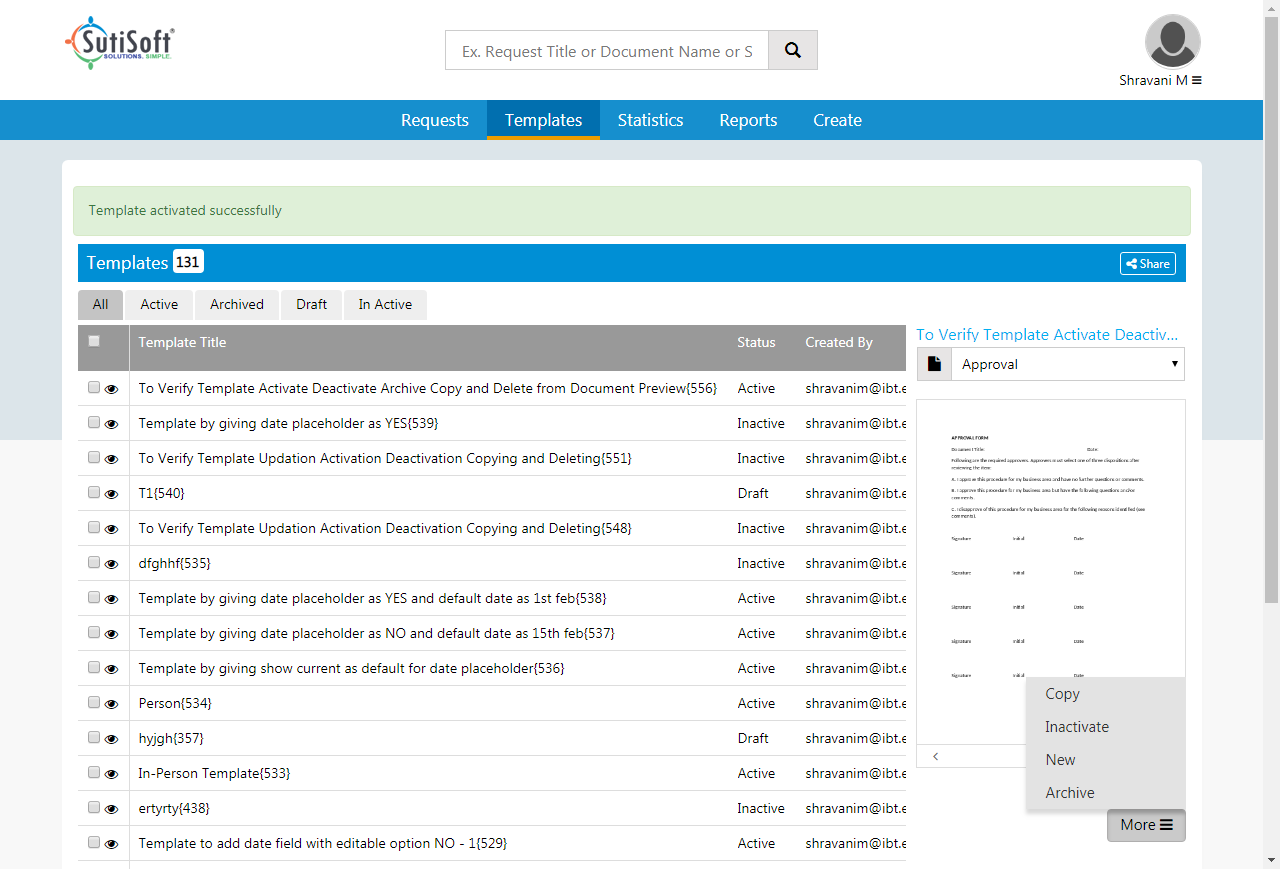 SutiSoft®
SOLUTIONS. SIMPLE.
Ex. Request Title or Document Name or S
Shravani M
Requests Templates Statistics Reports Create
Template activated successfully
Templates 131 Share
All Active Archived Draft In Active
Template Title Status Created By
To Verify Template Activate Deactivate Archive Copy and Delete from Document Preview{556} Active shravanim@ibt.e
Template by giving date placeholder as YES{539} Inactive shravanim@ibt.e
To Verify Template Updation Activation Deactivation Copying and Deleting{551} Inactive shravanim@ibt.e
T1{540} Draft shravanim@ibt.e
To Verify Template Updation Activation Deactivation Copying and Deleting{548} Inactive shravanim@ibt.e
dfghhf{535} Inactive shravanim@ibt.e
Template by giving date placeholder as YES and default date as 1st feb{538} Active shravanim@ibt.e
Template by giving date placeholder as NO and default date as 15th feb{537} Active shravanim@ibt.e
Template by giving show current as default for date placeholder{536} Active shravanim@ibt.e
Person{534} Active shravanim@ibt.e
hyjgh{357} Draft shravanim@ibt.e
In-Person Template{533} Active shravanim@ibt.e
ertyrty{438} Inactive shravanim@ibt.e
Template to add date field with editable option NO - 1{529} Active shravanim@ibt.e
To Verify Template Activate Deactiv...
Approval
APPROVAL FORM
Document Title: Date:
Following are the required approvers. Approvers must select one of three dispositions after
reviewing the item:
A. I approve this procedure for my business area and have no further questions or comments.
B. I approve this procedure for my business area but have the following questions and/or
comments.
C. I disapprove of this procedure for my business area for the following reasons identified (see
comments).
Signature Initial Date
Signature Initial Date
Signature Initial Date
Signature Initial Date
Signature Initial Date
Copy
Inactivate
New
Archive
More